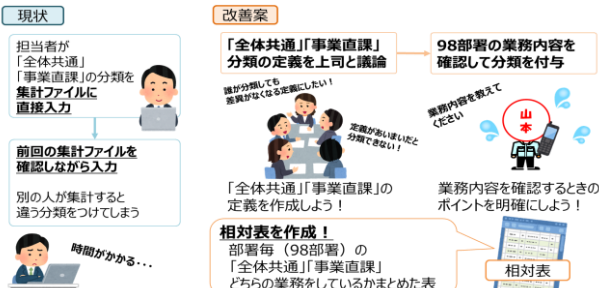 現状
担当者が
「全体共通」
「事業直課」の分類を
集計ファイルに
直接入力
前回の集計ファイルを
確認しながら入力
別の人が集計すると
違う分類をつけてしまう
時間がかかる・・・
改善案
「全体共通」「事業直課」
分類の定義を上司と議論
誰が分類しても
差異がなくなる定義にしたい！
定義があいまいだと
分類できない！
「全体共通」「事業直課」の
定義を作成しよう！
98部署の業務内容を
確認して分類を付与
業務内容を教えて
ください
山
本
業務内容を確認するときの
ポイントを明確にしよう！
相対表を作成！
部署毎（98部署）の
「全体共通」「事業直課」
どちらの業務をしているかまとめた表
相対表